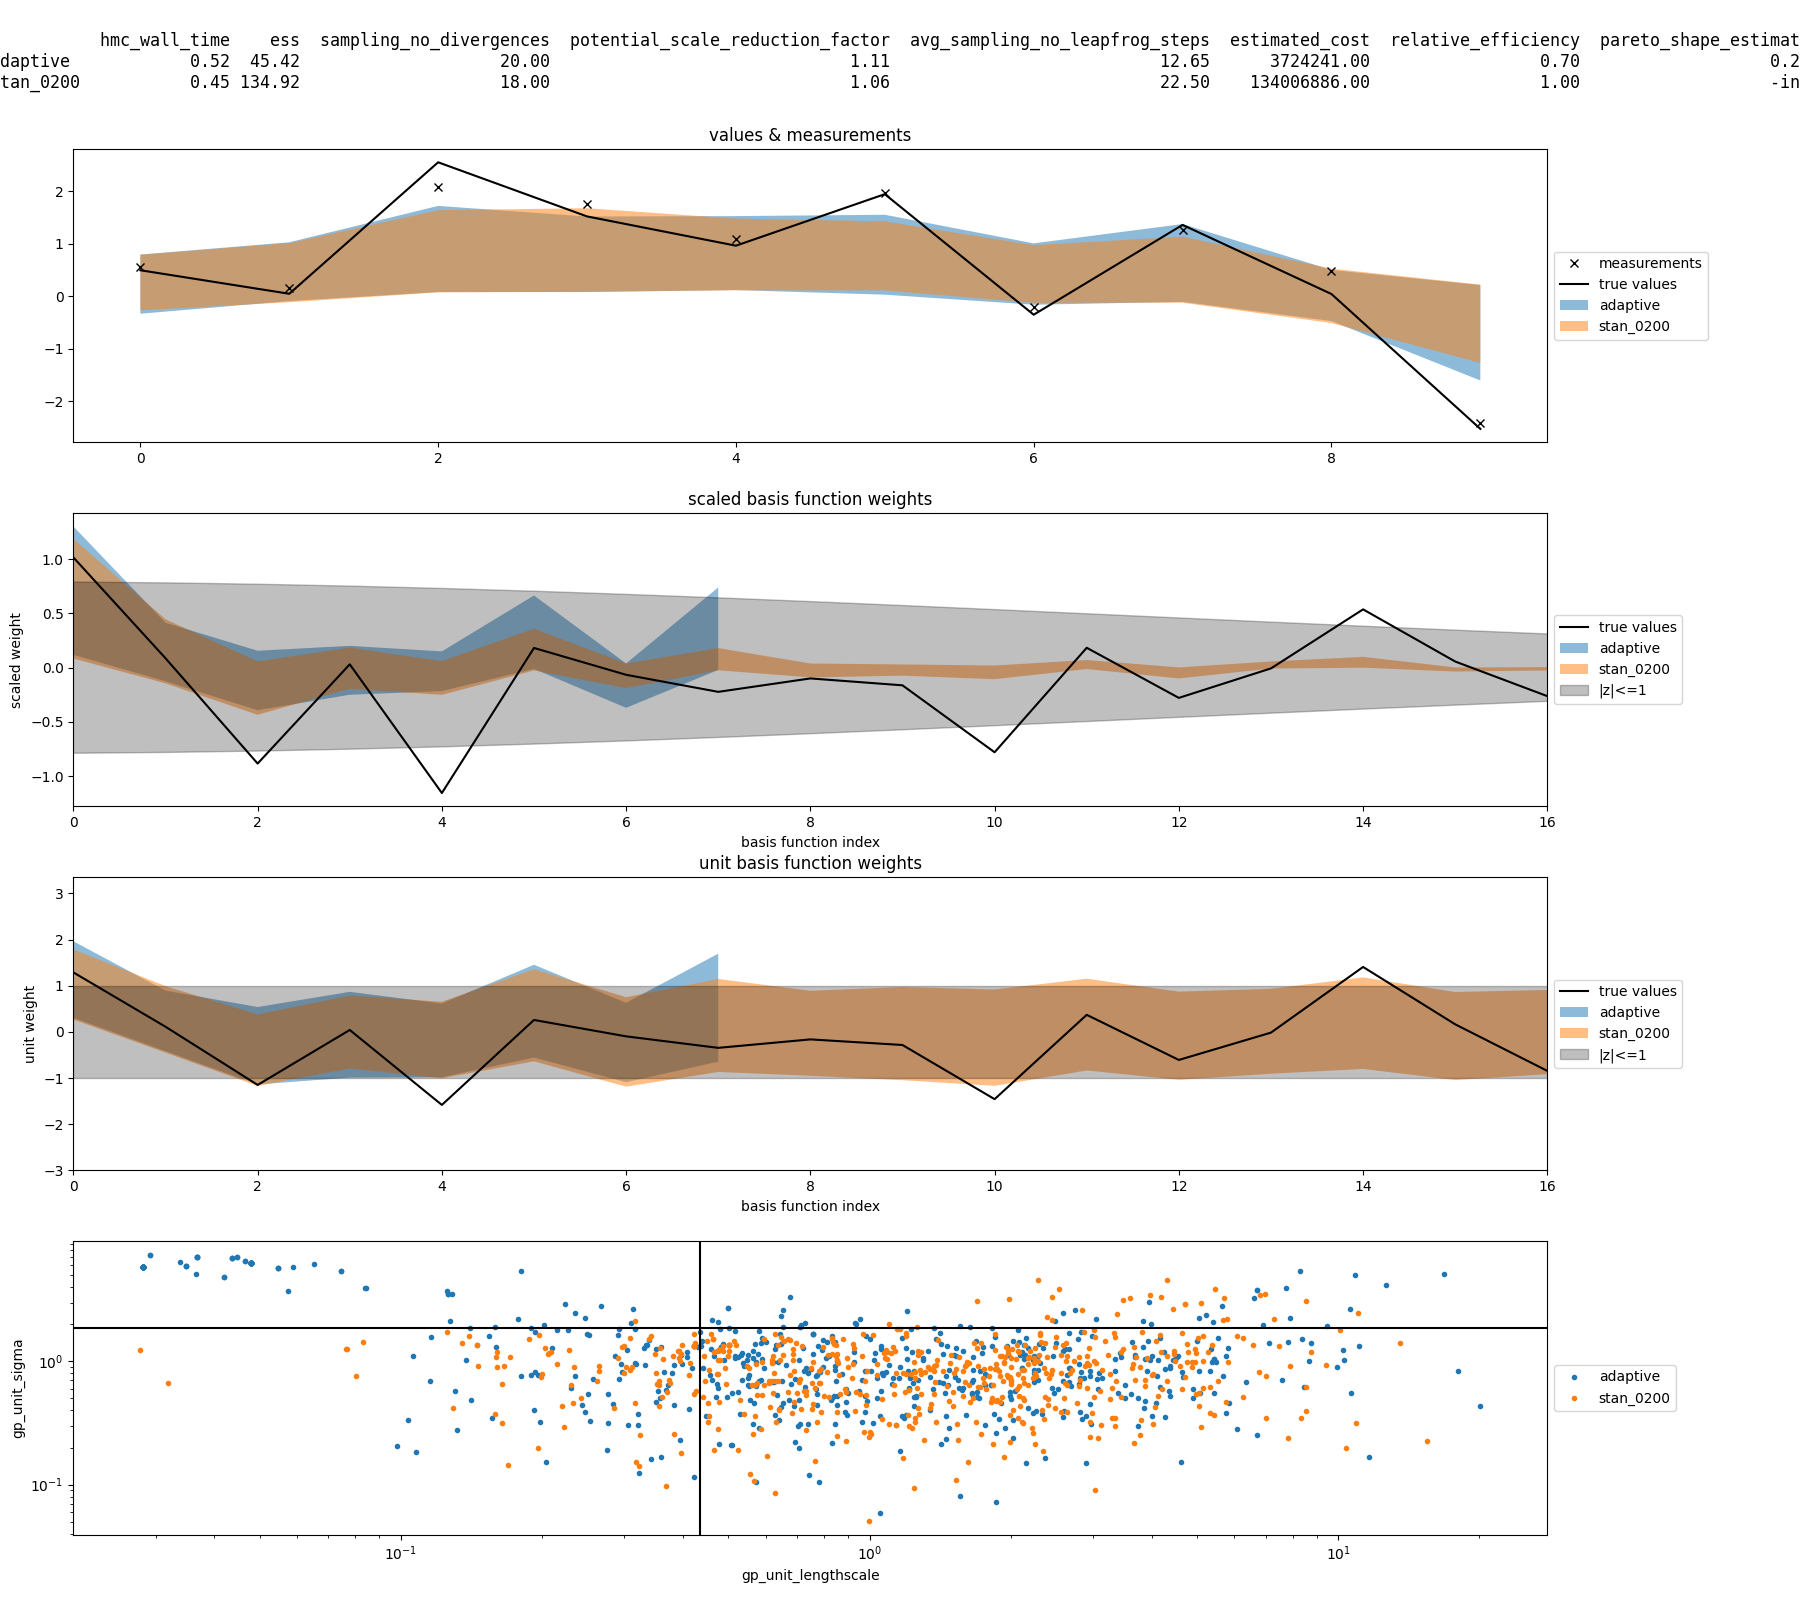 hmc_wall_time ess sampling_no_divergences potential_scale_reduction_factor avg_sampling_no_leapfrog_steps estimated_cost relative_efficiency pareto_shape_estimat
daptive 0.52 45.42 20.00 1.11 12.65 3724241.00 0.70 0.2
tan_0200 0.45 134.92 18.00 1.06 22.50 134006886.00 1.00 -in
values & measurements
2
1
0
−1
−2
0 2 4 6 8
measurements
true values
adaptive
stan_0200
scaled basis function weights
scaled weight
1.0
0.5
0.0
−0.5
−1.0
0 2 4 6 8 10 12 14 16
basis function index
true values
adaptive
stan_0200
|z|<=1
unit basis function weights
unit weight
3
2
1
0
−1
−2
−3
0 2 4 6 8 10 12 14 16
basis function index
true values
adaptive
stan_0200
|z|<=1
gp_unit_sigma
10⁰
10⁻¹
10⁻¹ 10⁰ 10¹
gp_unit_lengthscale
adaptive
stan_0200